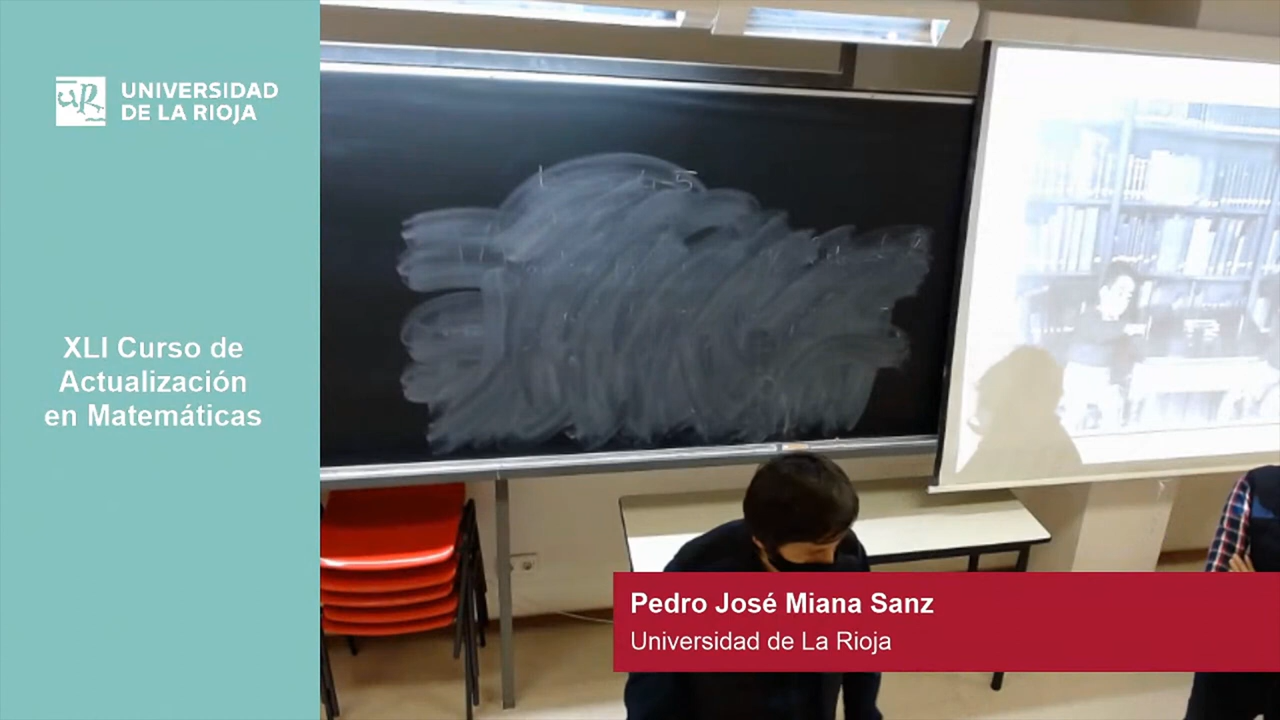 UNIVERSIDAD
DE LA RIOJA
XLI Curso de
Actualización
en Matemáticas
Pedro José Miana Sanz
Universidad de La Rioja